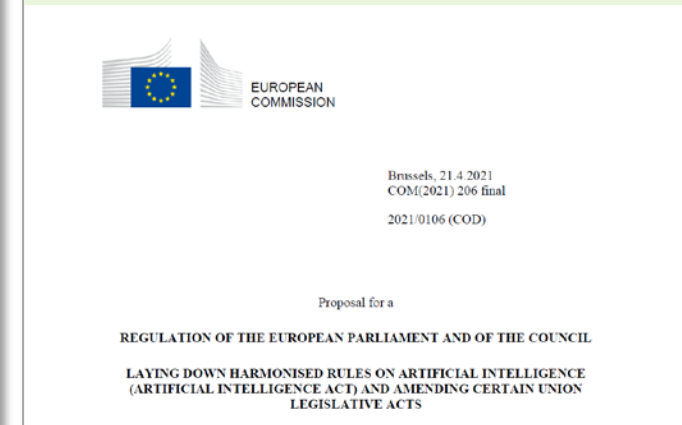 EUROPEAN
COMMISSION
Brussels, 21.4.2021
COM(2021) 206 final
2021/0106 (COD)
Proposal for a
REGULATION OF THE EUROPEAN PARLIAMENT AND OF THE COUNCIL
LAYING DOWN HARMONISED RULES ON ARTIFICIAL INTELLIGENCE
(ARTIFICIAL INTELLIGENCE ACT) AND AMENDING CERTAIN UNION
LEGISLATIVE ACTS